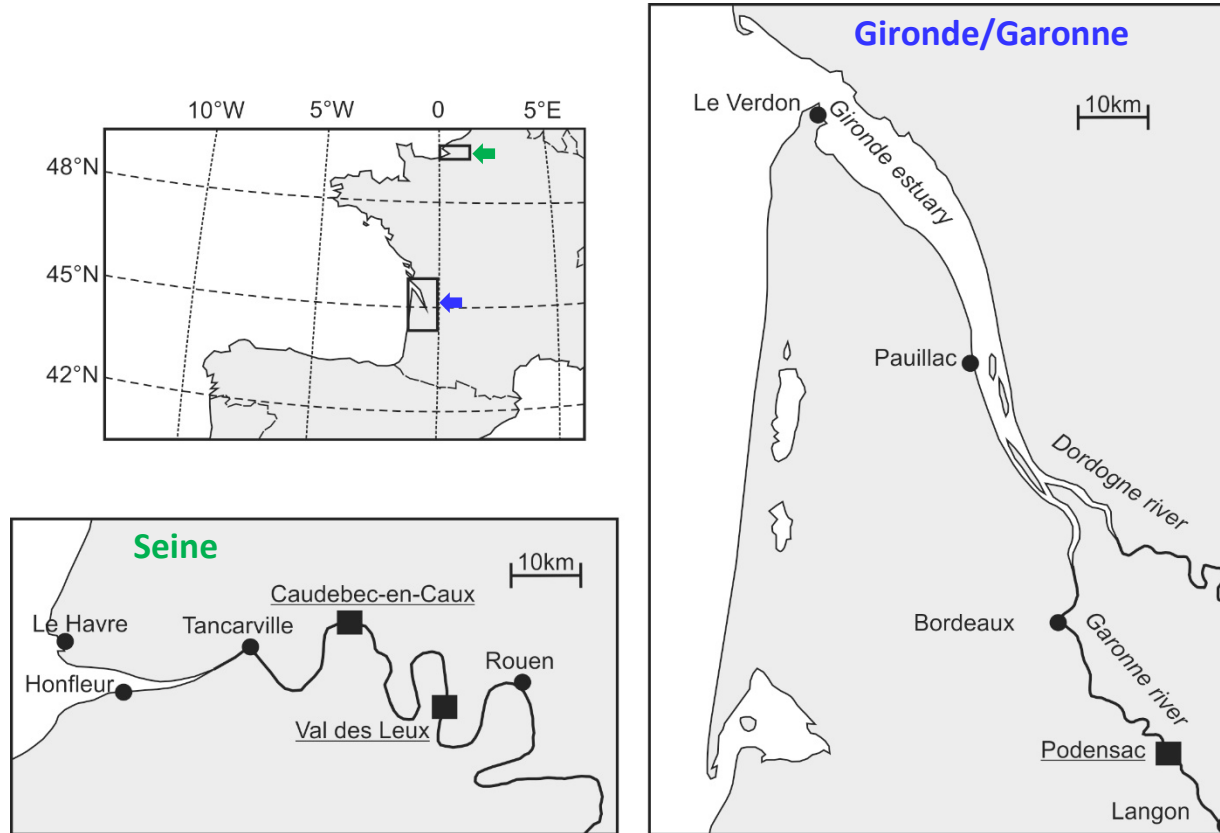 10°W
5°W
0
5°E
48°N
45°N
42°N
Seine
10km
Caudebec-en-Caux
Le Havre
Tancarville
Rouen
Honfleur
Val des Leux
Gironde/Garonne
10km
Le Verdon
Gironde estuary
Pauillac
Dordogne river
Bordeaux
Garonne river
Podensac
Langon